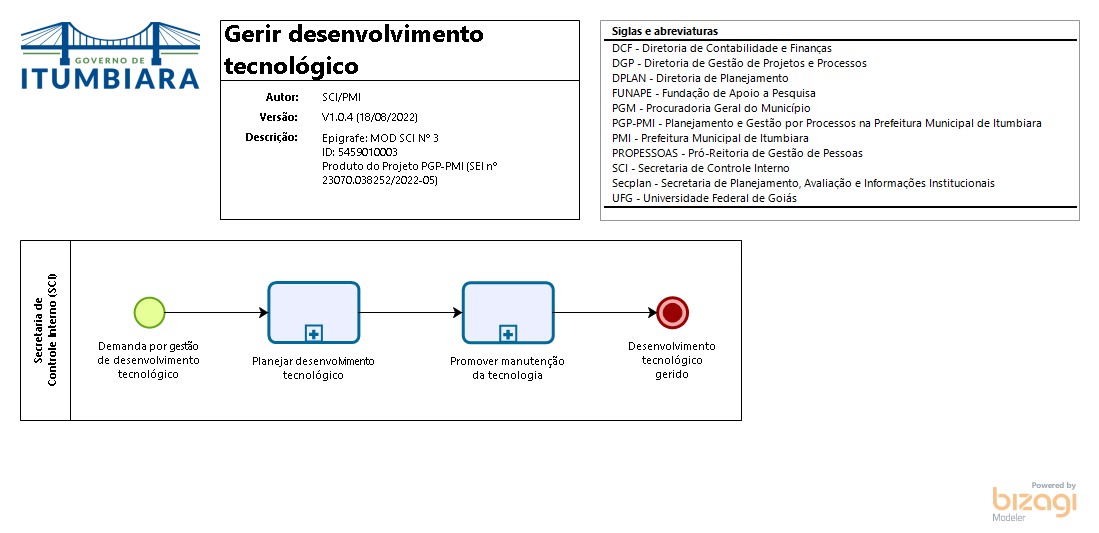 GOVERNO DE
ITUMBIARA
Gerir desenvolvimento
tecnológico
Autor: SCI/PMI
Versão: V1.0.4 (18/08/2022)
Descrição: Epigrafe: MOD SCI Nº 3
ID: 5459010003
Produto do Projeto PGP-PMI (SEI nº
23070.038252/2022-05)
Siglas e abreviaturas
DCF - Diretoria de Contabilidade e Finanças
DGP - Diretoria de Gestão de Projetos e Processos
DPLAN - Diretoria de Planejamento
FUNAPE - Fundação de Apoio a Pesquisa
PGM - Procuradoria Geral do Município
PGP-PMI - Planejamento e Gestão por Processos na Prefeitura Municipal de Itumbiara
PMI - Prefeitura Municipal de Itumbiara
PROPESSOAS - Pró-Reitoria de Gestão de Pessoas
SCI - Secretaria de Controle Interno
Secplan - Secretaria de Planejamento, Avaliação e Informações Institucionais
UFG - Universidade Federal de Goiás
Secretaria de
Controle Interno (SCI)
Demanda por gestão
de desenvolvimento
tecnológico
Planejar desenvolvimento
tecnológico
Promover manutenção
da tecnologia
Desenvolvimento
tecnológico
gerido
Powered by
bizagi
Modeler